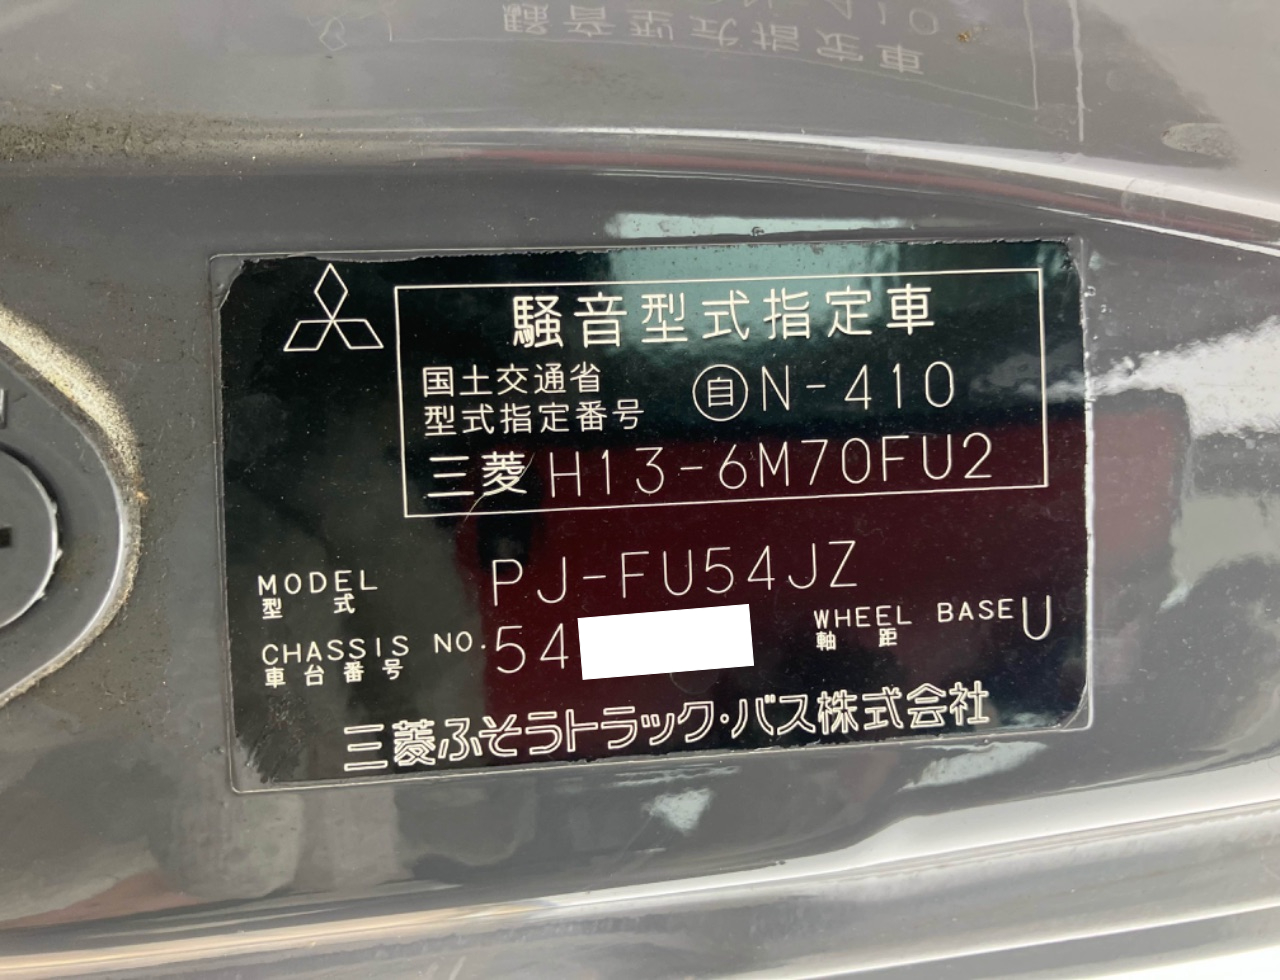 騒音型式指定車
国土交通省
型式指定番号
自N-410
三菱 H13-6M70FU2
MODEL PJ-FU54JZ
型式
CHASSIS NO. 54
車台番号
WHEEL BASE U
軸距
三菱ふそうトラック・バス株式会社